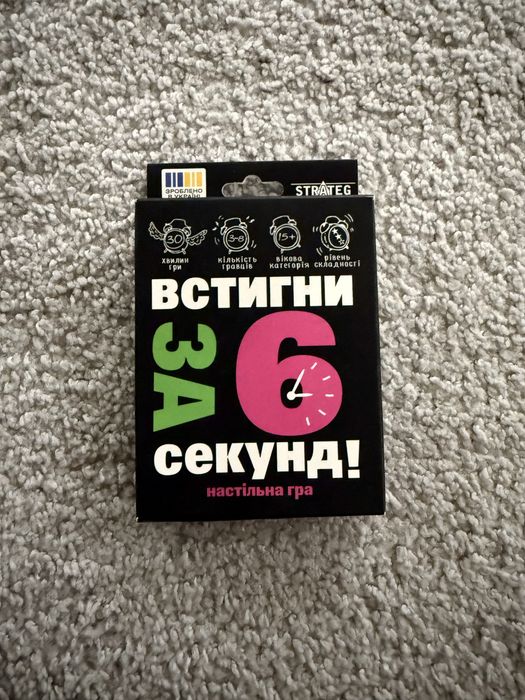 ЗРОБЛЕНО
В УКРАЇНІ
STRATEG
30
3-8
15+
ХВИЛИН
ГРИ
КІЛЬКІСТЬ
ГРАВЦІВ
ВІКОВА
КАТЕГОРІЯ
РІВЕНЬ
СКЛАДНОСТІ
ВСТИГНИ
ЗА
6
СЕКУНД!
настільна гра